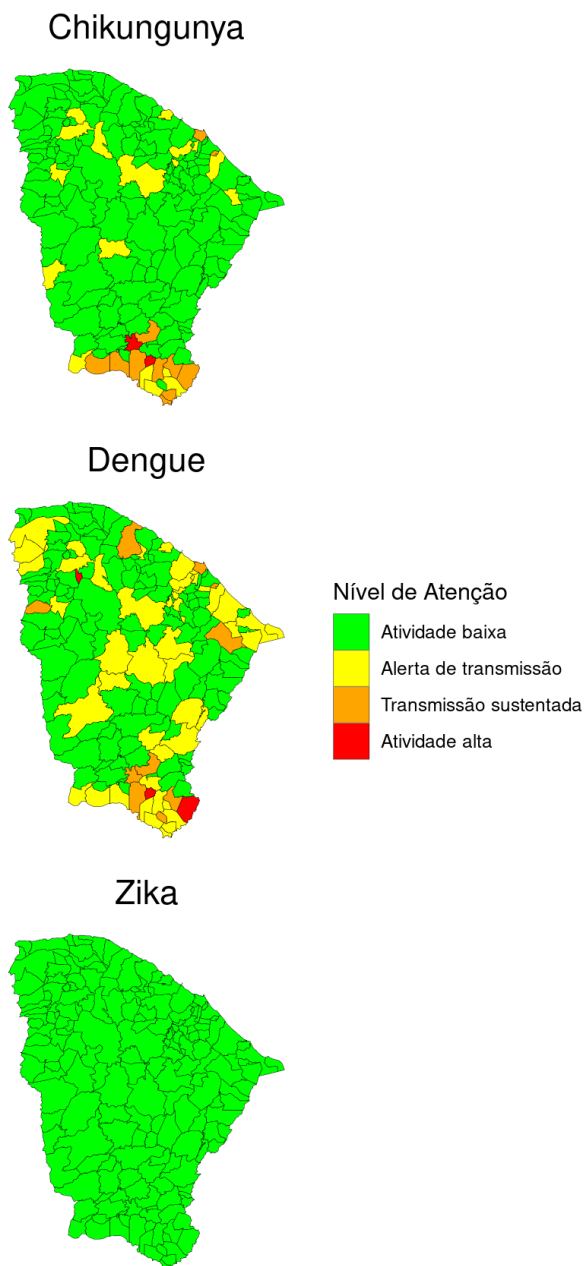 Chikungunya
Dengue
Nível de Atenção
Atividade baixa
Alerta de transmissão
Transmissão sustentada
Atividade alta
Zika